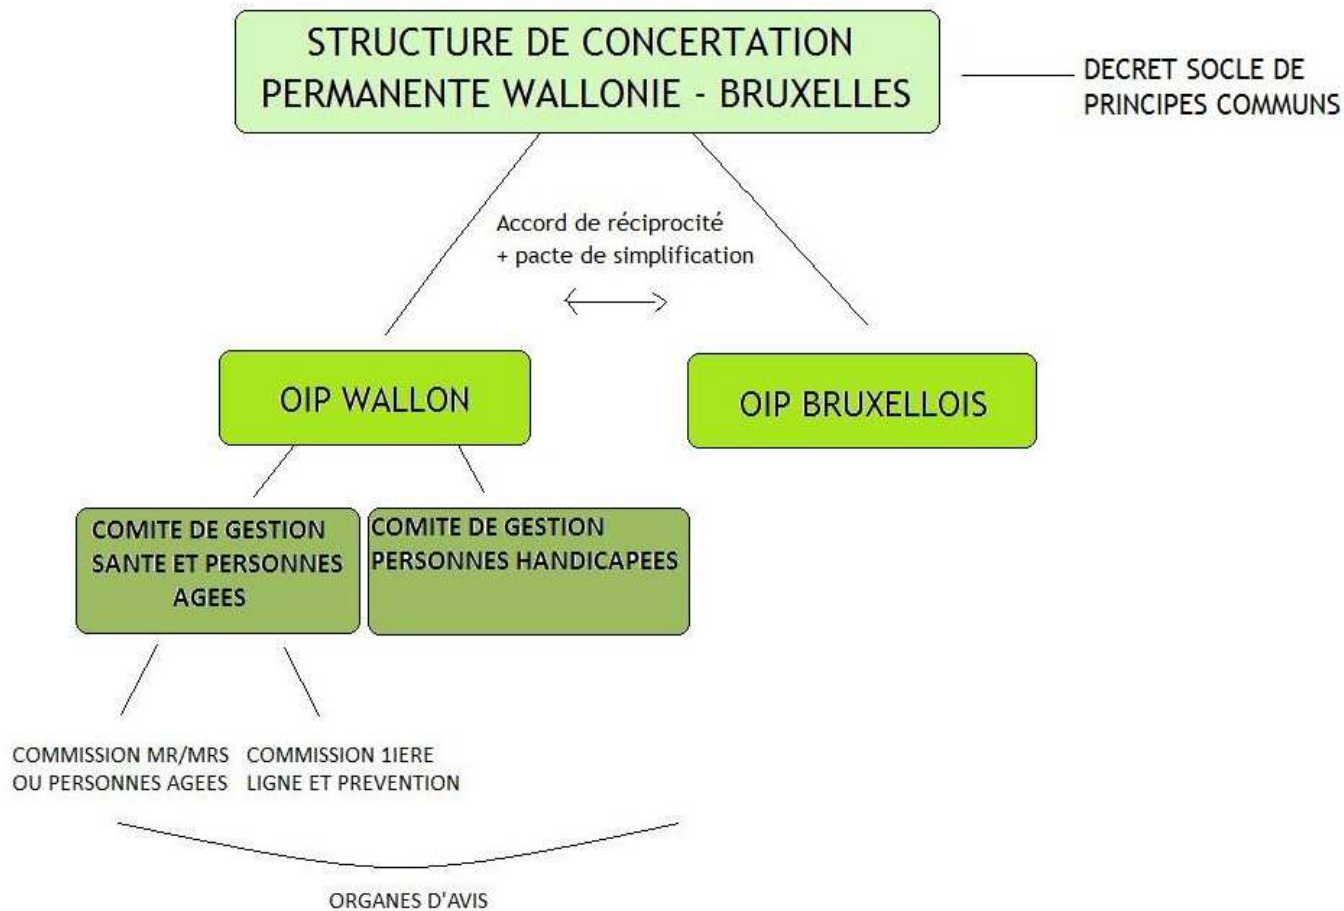 STRUCTURE DE CONCERTATION
PERMANENTE WALLONIE - BRUXELLES
DECRET SOCLE DE
PRINCIPES COMMUNS
Accord de réciprocité
+ pacte de simplification
OIP WALLON
OIP BRUXELLOIS
COMITE DE GESTION
SANTE ET PERSONNES
AGEES
COMITE DE GESTION
PERSONNES HANDICAPEES
COMMISSION MR/MRS
OU PERSONNES AGEES
COMMISSION 1IERE
LIGNE ET PREVENTION
ORGANES D'AVIS